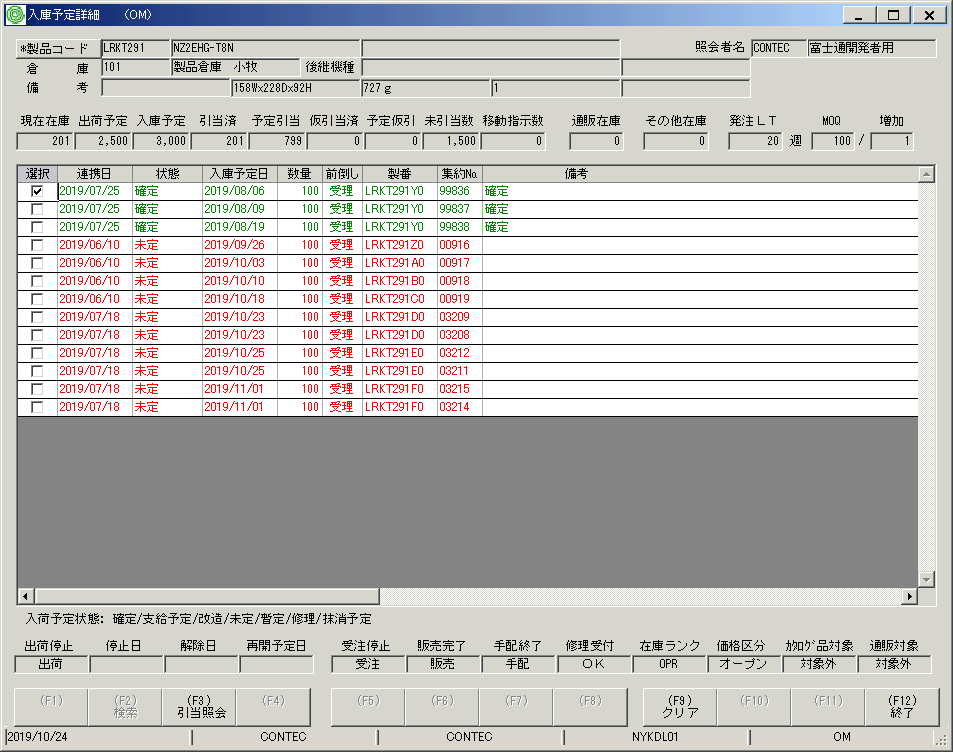 入庫予定詳細 (OM)
*製品コード LRKT291 NZ2EHG-T8N 照会者名 CONTEC 富士通開発者用
倉 庫 101 製品倉庫 小牧 後継機種
備 考 158Wx228Dx92H 727g 1
現在在庫 出荷予定 入庫予定 引当済 予定引当 仮引当済 予定仮引 未引当数 移動指示数 通販在庫 その他在庫 発注LT MOQ 増加
201 2,500 3,000 201 799 0 0 1,500 0 0 0 20 週 100 / 1
選択 連携日 状態 入庫予定日 数量 前倒し 製番 集約No. 備考
2019/07/25 確定 2019/08/06 100 受理 LRKT291Y0 99836 確定
2019/07/25 確定 2019/08/09 100 受理 LRKT291Y0 99837 確定
2019/07/25 確定 2019/08/19 100 受理 LRKT291Y0 99838 確定
2019/06/10 未定 2019/09/26 100 受理 LRKT291Z0 00916
2019/06/10 未定 2019/10/03 100 受理 LRKT291A0 00917
2019/06/10 未定 2019/10/10 100 受理 LRKT291B0 00918
2019/06/10 未定 2019/10/18 100 受理 LRKT291C0 00919
2019/07/18 未定 2019/10/23 100 受理 LRKT291D0 03209
2019/07/18 未定 2019/10/23 100 受理 LRKT291D0 03208
2019/07/18 未定 2019/10/25 100 受理 LRKT291E0 03212
2019/07/18 未定 2019/10/25 100 受理 LRKT291E0 03211
2019/07/18 未定 2019/11/01 100 受理 LRKT291F0 03215
2019/07/18 未定 2019/11/01 100 受理 LRKT291F0 03214
入荷予定状態: 確定/支給予定/改造/未定/暫定/修理/抹消予定
出荷停止 停止日 解除日 再開予定日 受注停止 販売完了 手配終了 修理受付 在庫ランク 価格区分 ｶﾀﾛｸﾞ品対象 通販対象
出荷 受注 販売 手配 OK OPR オープン 対象外 対象外
(F1) (F2) (F3) (F4) (F5) (F6) (F7) (F8) (F9) (F10) (F11) (F12)
検索 引当照会 クリア 終了
2019/10/24 CONTEC CONTEC NYKDL01 OM